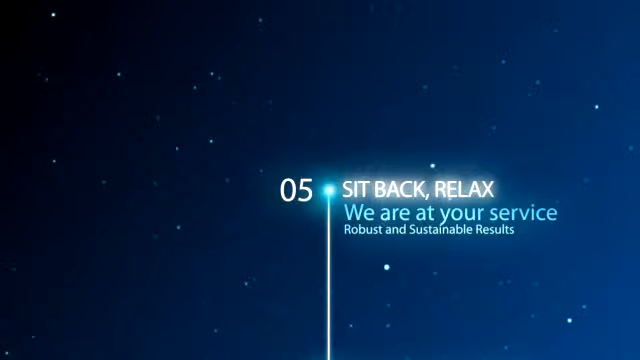 05
SIT BACK, RELAX
We are at your service
Robust and Sustainable Results